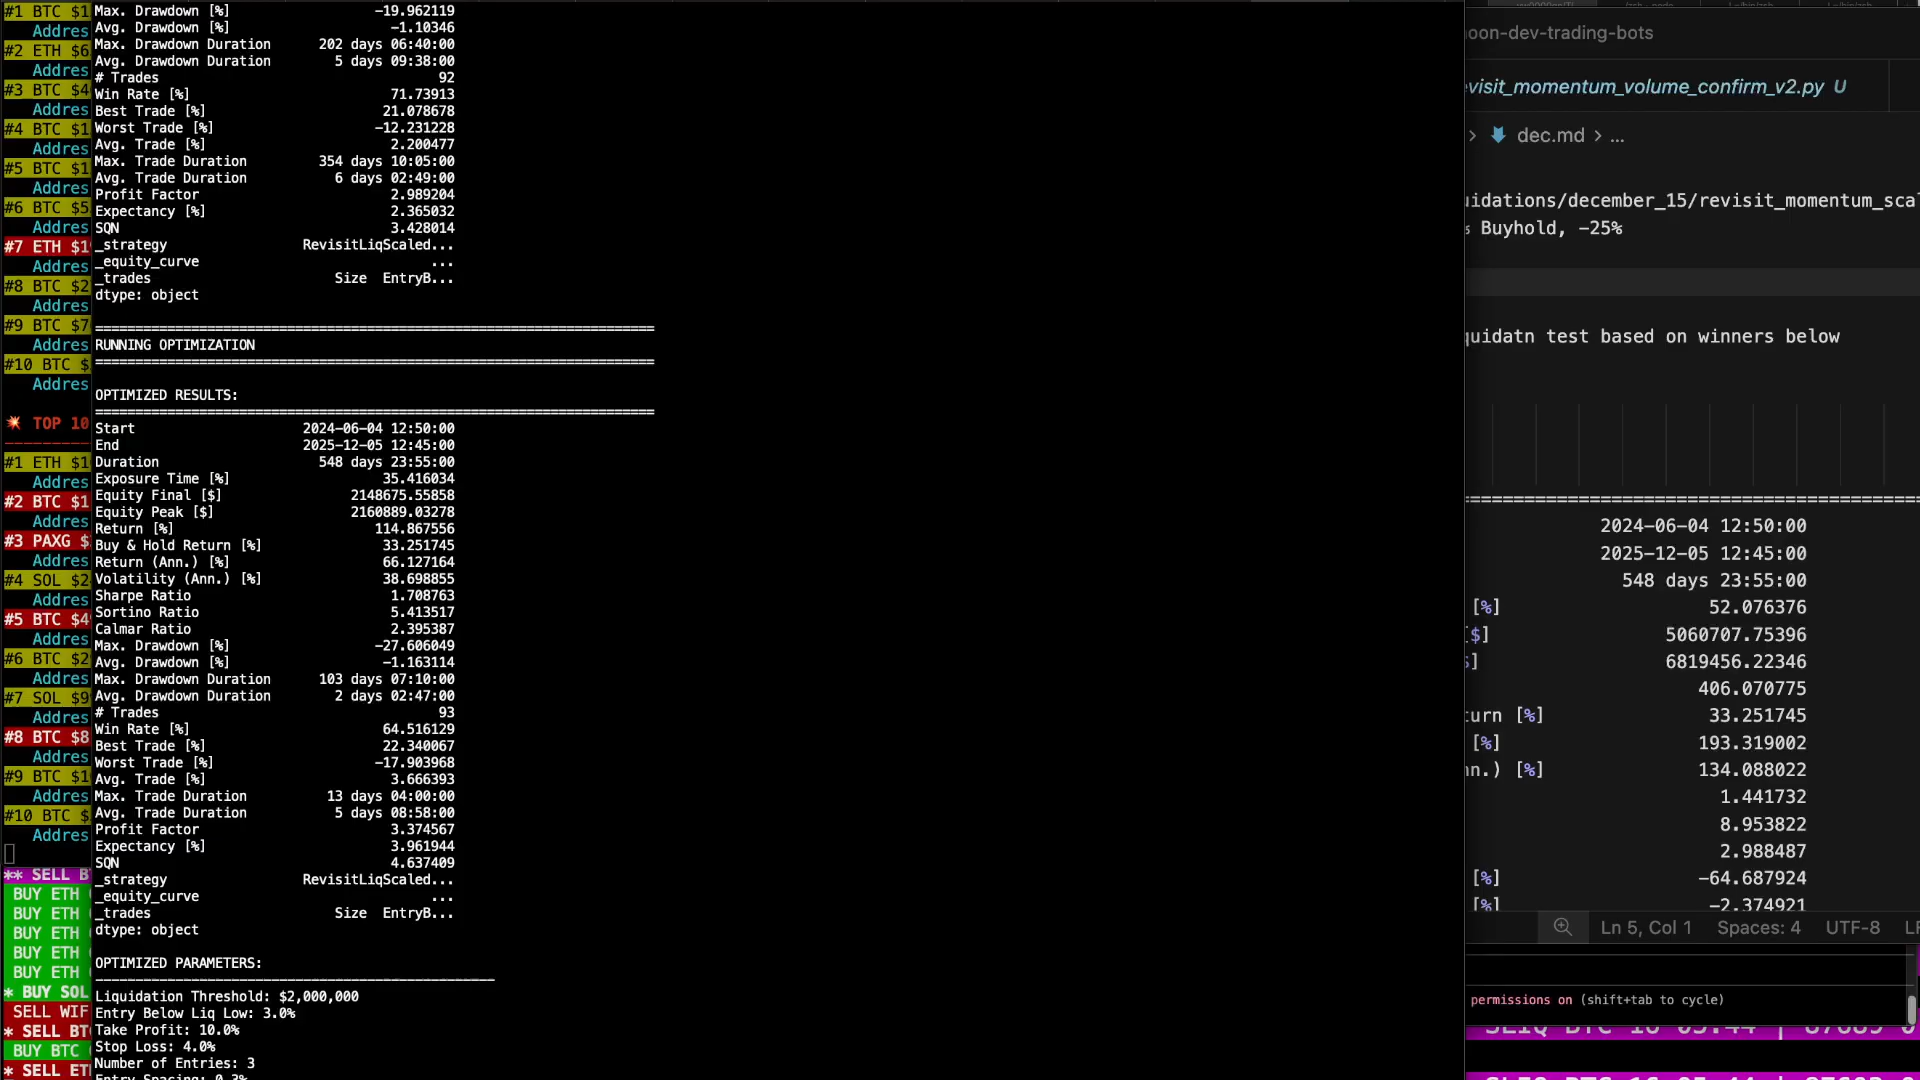 #1 BTC $1
Addres
#2 ETH $6
Addres
#3 BTC $4
Addres
#4 BTC $1
Addres
#5 BTC $1
Addres
#6 BTC $5
Addres
#7 ETH $1
Addres
#8 BTC $2
Addres
#9 BTC $7
Addres
#10 BTC $
Addres
TOP 10
#1 ETH $1
Addres
#2 BTC $1
Addres
#3 PAXG $
Addres
#4 SOL $2
Addres
#5 BTC $4
Addres
#6 BTC $2
Addres
#7 SOL $9
Addres
#8 BTC $8
Addres
#9 BTC $1
Addres
#10 BTC $
Addres
** SELL B
BUY ETH
BUY ETH
BUY ETH
BUY ETH
BUY ETH
* BUY SOL
SELL WIF
* SELL BT
BUY BTC
* SELL ET
Max. Drawdown [%] -19.962119
Avg. Drawdown [%] -1.10346
Max. Drawdown Duration 202 days 06:40:00
Avg. Drawdown Duration 5 days 09:38:00
# Trades 92
Win Rate [%] 71.73913
Best Trade [%] 21.078678
Worst Trade [%] -12.231228
Avg. Trade [%] 2.200477
Max. Trade Duration 354 days 10:05:00
Avg. Trade Duration 6 days 02:49:00
Profit Factor 2.989204
Expectancy [%] 2.365032
SQN 3.428014
_strategy RevisitLiqScaled...
_equity_curve ...
_trades Size EntryB...
dtype: object
======================================================================
RUNNING OPTIMIZATION
======================================================================
OPTIMIZED RESULTS:
======================================================================
Start 2024-06-04 12:50:00
End 2025-12-05 12:45:00
Duration 548 days 23:55:00
Exposure Time [%] 35.416034
Equity Final [$] 2148675.55858
Equity Peak [$] 2160889.03278
Return [%] 114.867556
Buy & Hold Return [%] 33.251745
Return (Ann.) [%] 66.127164
Volatility (Ann.) [%] 38.698855
Sharpe Ratio 1.708763
Sortino Ratio 5.413517
Calmar Ratio 2.395387
Max. Drawdown [%] -27.606049
Avg. Drawdown [%] -1.163114
Max. Drawdown Duration 103 days 07:10:00
Avg. Drawdown Duration 2 days 02:47:00
# Trades 93
Win Rate [%] 64.516129
Best Trade [%] 22.340067
Worst Trade [%] -17.903968
Avg. Trade [%] 3.666393
Max. Trade Duration 13 days 04:00:00
Avg. Trade Duration 5 days 08:58:00
Profit Factor 3.374567
Expectancy [%] 3.961944
SQN 4.637409
_strategy RevisitLiqScaled...
_equity_curve ...
_trades Size EntryB...
dtype: object
OPTIMIZED PARAMETERS:
--------------------------------------------------
Liquidation Threshold: $2,000,000
Entry Below Liq Low: 3.0%
Take Profit: 10.0%
Stop Loss: 4.0%
Number of Entries: 3
Entry Spacing: 0.3%
oon-dev-trading-bots
evisit_momentum_volume_confirm_v2.py U
> dec.md > ...
uidations/december_15/revisit_momentum_sca
s Buyhold, -25%
quidatn test based on winners below
2024-06-04 12:50:00
2025-12-05 12:45:00
548 days 23:55:00
[%] 52.076376
[$] 5060707.75396
6819456.22346
406.070775
turn [%] 33.251745
[%] 193.319002
nn.) [%] 134.088022
1.441732
8.953822
2.988487
[%] -64.687924
[%] -2.374921
Ln 5, Col 1 Spaces: 4 UTF-8 LF
permissions on (shift+tab to cycle)